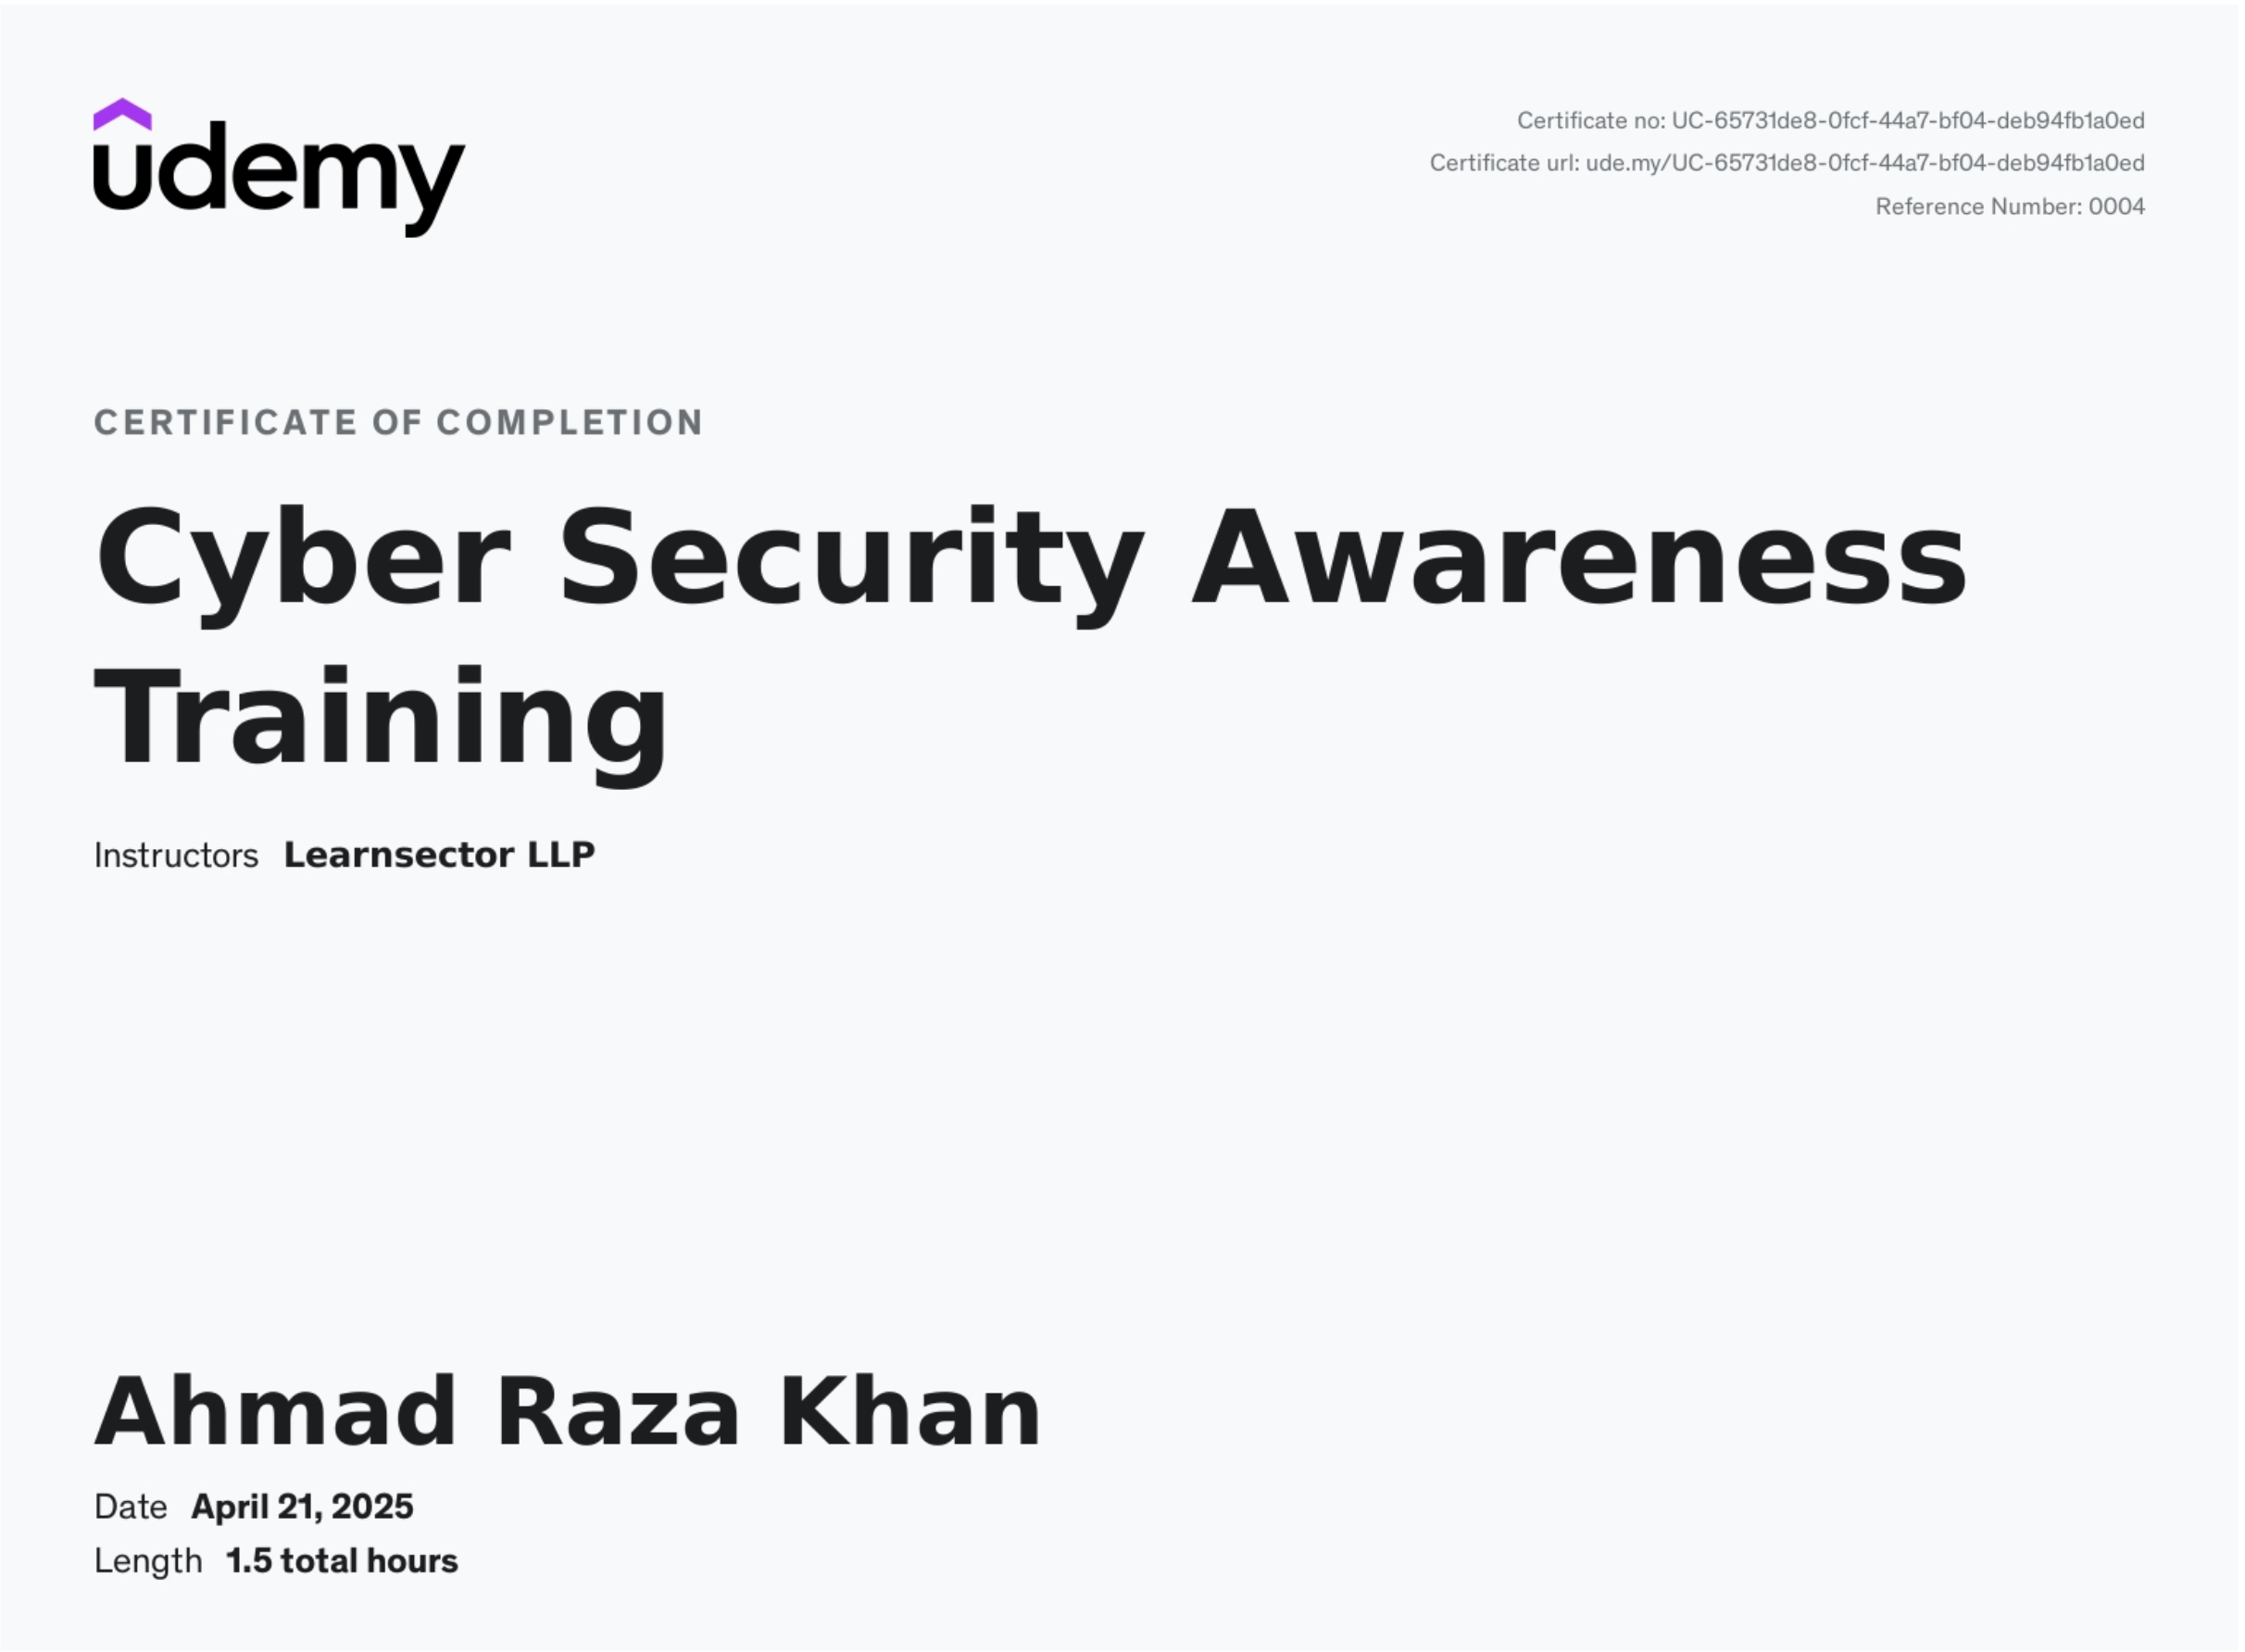 udemy
Certificate no: UC-65731de8-0fcf-44a7-bf04-deb94fb1a0ed
Certificate url: ude.my/UC-65731de8-0fcf-44a7-bf04-deb94fb1a0ed
Reference Number: 0004
CERTIFICATE OF COMPLETION
Cyber Security Awareness
Training
Instructors Learnsector LLP
Ahmad Raza Khan
Date April 21, 2025
Length 1.5 total hours